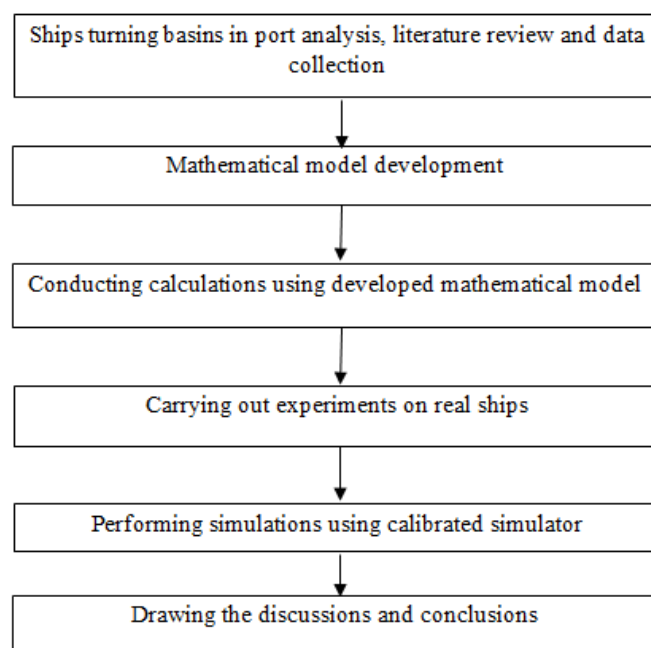 Ships turning basins in port analysis, literature review and data
collection
Mathematical model development
Conducting calculations using developed mathematical model
Carrying out experiments on real ships
Performing simulations using calibrated simulator
Drawing the discussions and conclusions